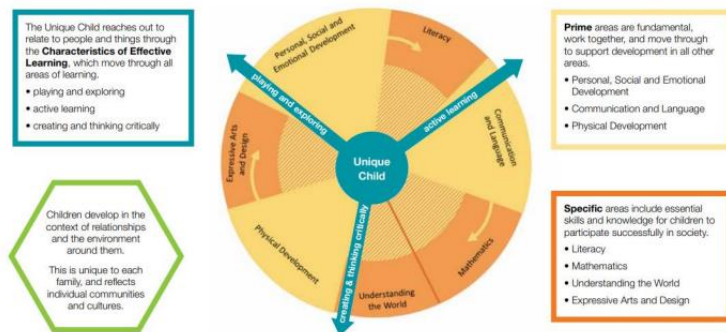 The Unique Child reaches out to
relate to people and things through
the Characteristics of Effective
Learning, which move through all
areas of learning.
• playing and exploring
• active learning
• creating and thinking critically
Children develop in the
context of relationships
and the environment
around them.
This is unique to each
family, and reflects
individual communities
and cultures.
Personal, Social and
Emotional Development
Literacy
playing and exploring
active learning
Expressive Arts
and Design
Unique
Child
Communication
and Language
creating & thinking critically
Physical Development
Mathematics
Understanding
the World
Prime areas are fundamental,
work together, and move through
to support development in all other
areas.
• Personal, Social and Emotional
Development
• Communication and Language
• Physical Development
Specific areas include essential
skills and knowledge for children to
participate successfully in society.
• Literacy
• Mathematics
• Understanding the World
• Expressive Arts and Design